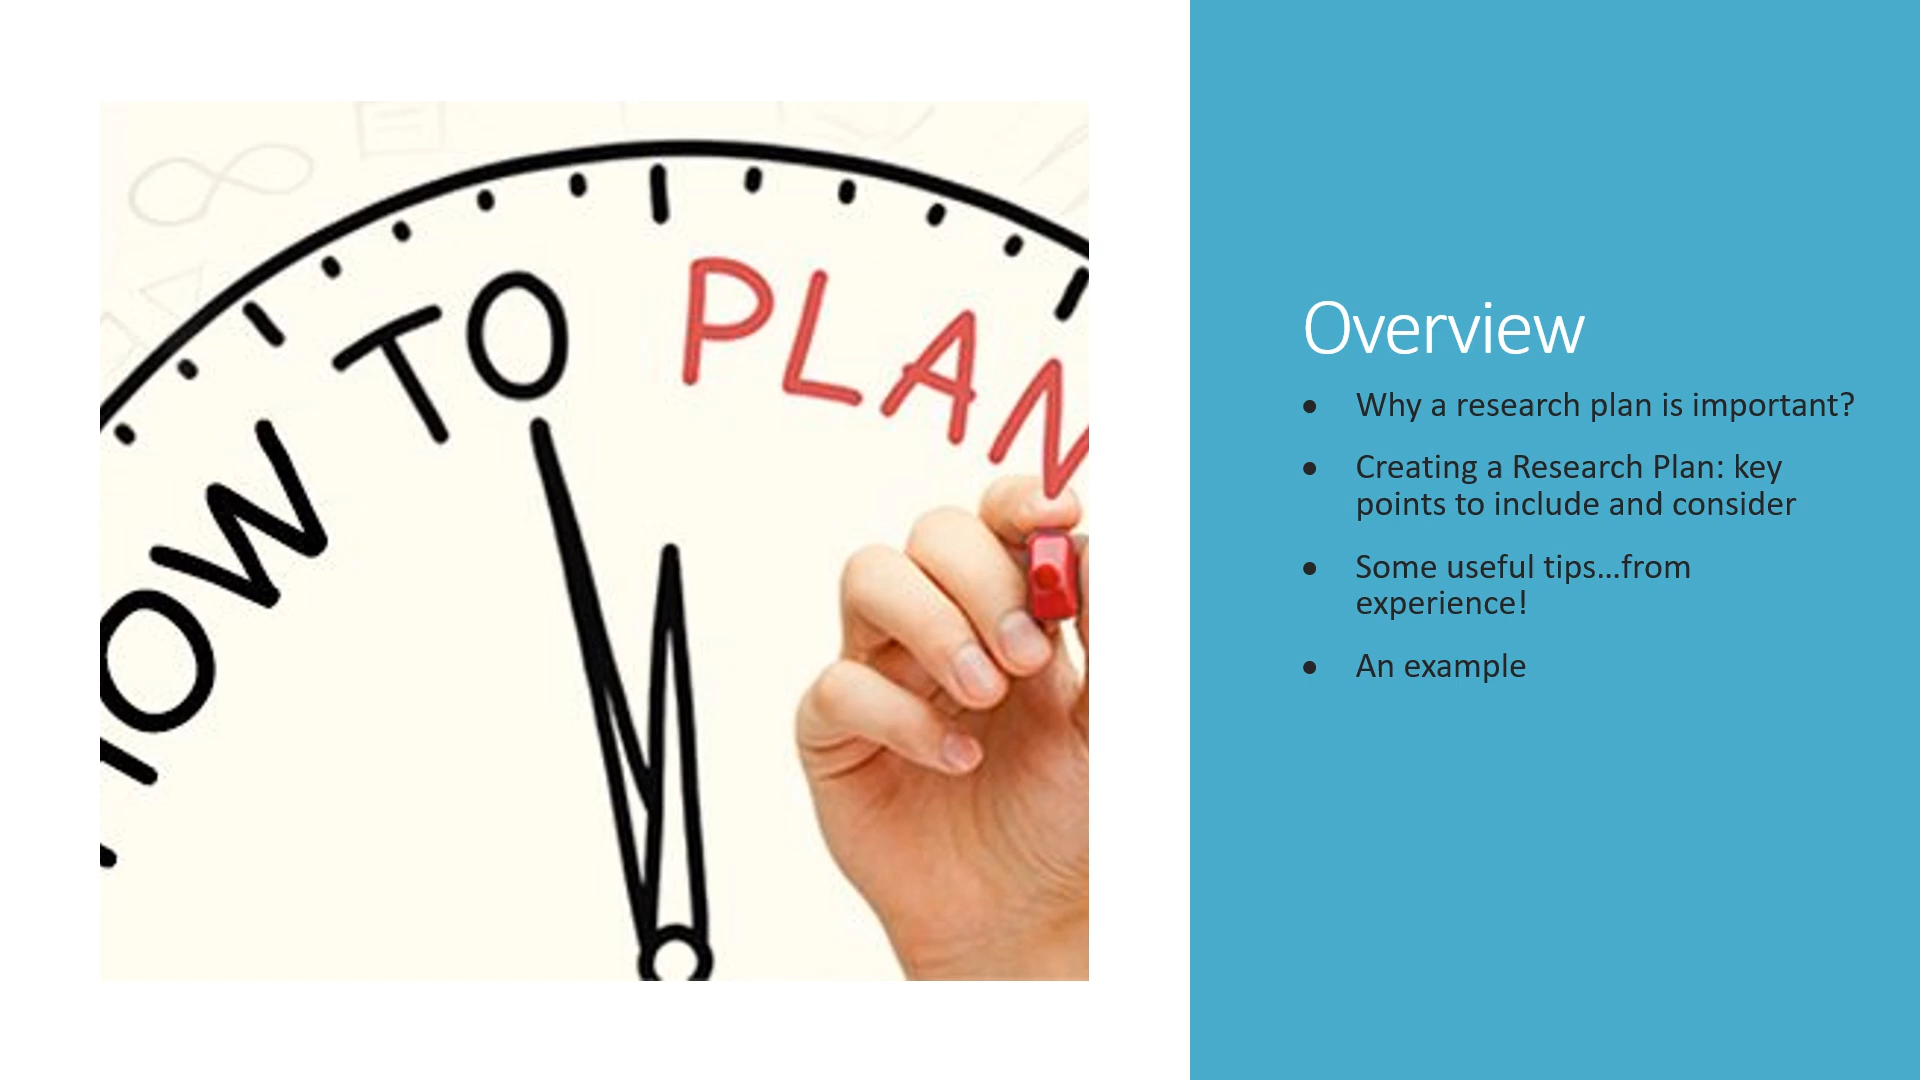 HOW TO PLAN
Overview
• Why a research plan is important?
• Creating a Research Plan: key
points to include and consider
• Some useful tips...from
experience!
• An example